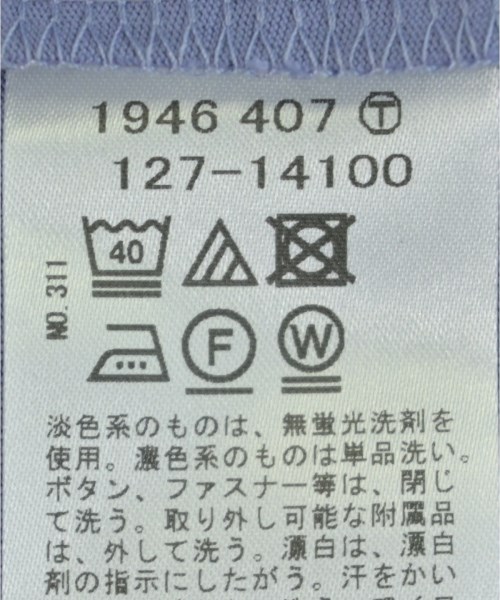 1946 407 Ⓣ
127-14100
NO.311
40
F W
淡色系のものは、無蛍光洗剤を
使用。濃色系のものは単品洗い。
ボタン、ファスナー等は、閉じ
て洗う。取り外し可能な附属品
は、外して洗う。漂白は、漂白
剤の指示にしたがう。汗をかい